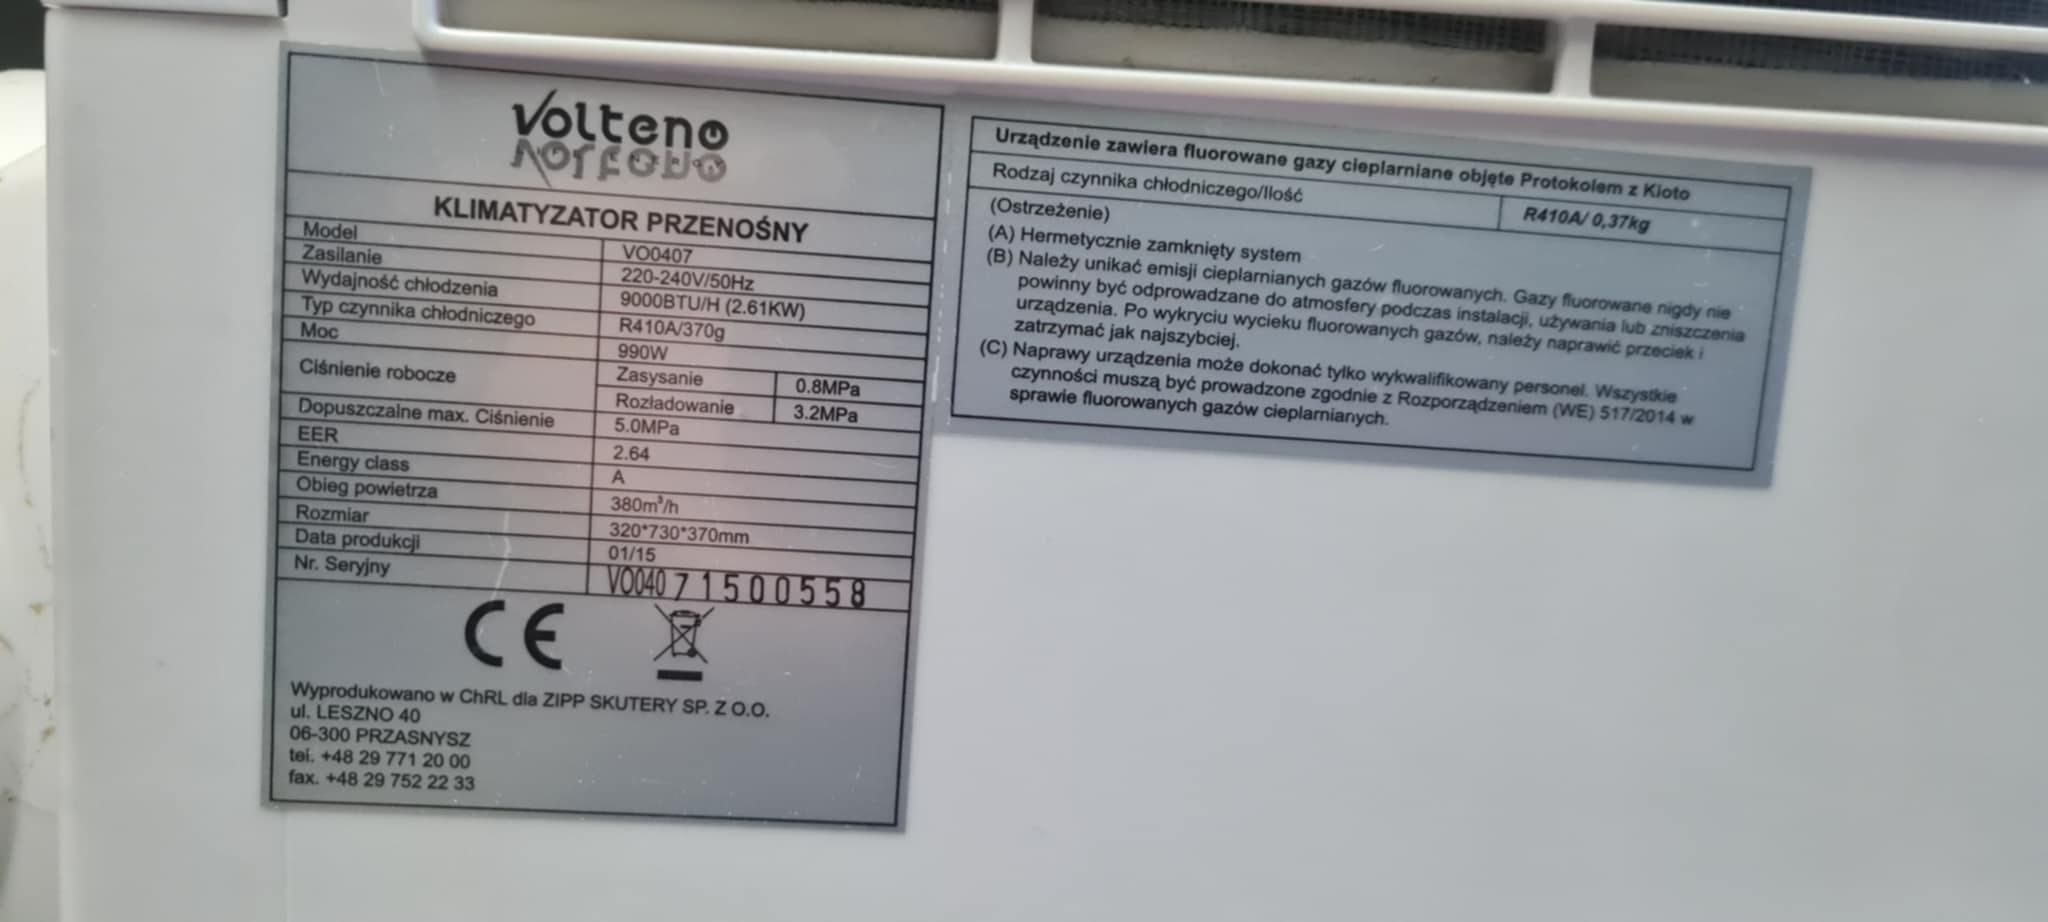 Volteno
KLIMATYZATOR PRZENOŚNY
Model VO0407
Zasilanie 220-240V/50Hz
Wydajność chłodzenia 9000BTU/H (2.61KW)
Typ czynnika chłodniczego R410A/370g
Moc 990W
Ciśnienie robocze Zasysanie 0.8MPa
Rozładowanie 3.2MPa
Dopuszczalne max. Ciśnienie 5.0MPa
EER 2.64
Energy class A
Obieg powietrza 380m³/h
Rozmiar 320*730*370mm
Data produkcji 01/15
Nr. Seryjny VO04071500558
CE
Wyprodukowano w ChRL dla ZIPP SKUTERY SP. Z O.O.
ul. LESZNO 40
06-300 PRZASNYSZ
tel. +48 29 771 20 00
fax. +48 29 752 22 33
Urządzenie zawiera fluorowane gazy cieplarniane objęte Protokołem z Kioto
Rodzaj czynnika chłodniczego/Ilość R410A/ 0,37kg
(Ostrzeżenie)
(A) Hermetycznie zamknięty system
(B) Należy unikać emisji cieplarnianych gazów fluorowanych. Gazy fluorowane nigdy nie
powinny być odprowadzane do atmosfery podczas instalacji, używania lub zniszczenia
urządzenia. Po wykryciu wycieku fluorowanych gazów, należy naprawić przeciek i
zatrzymać jak najszybciej.
(C) Naprawy urządzenia może dokonać tylko wykwalifikowany personel. Wszystkie
czynności muszą być prowadzone zgodnie z Rozporządzeniem (WE) 517/2014 w
sprawie fluorowanych gazów cieplarnianych.